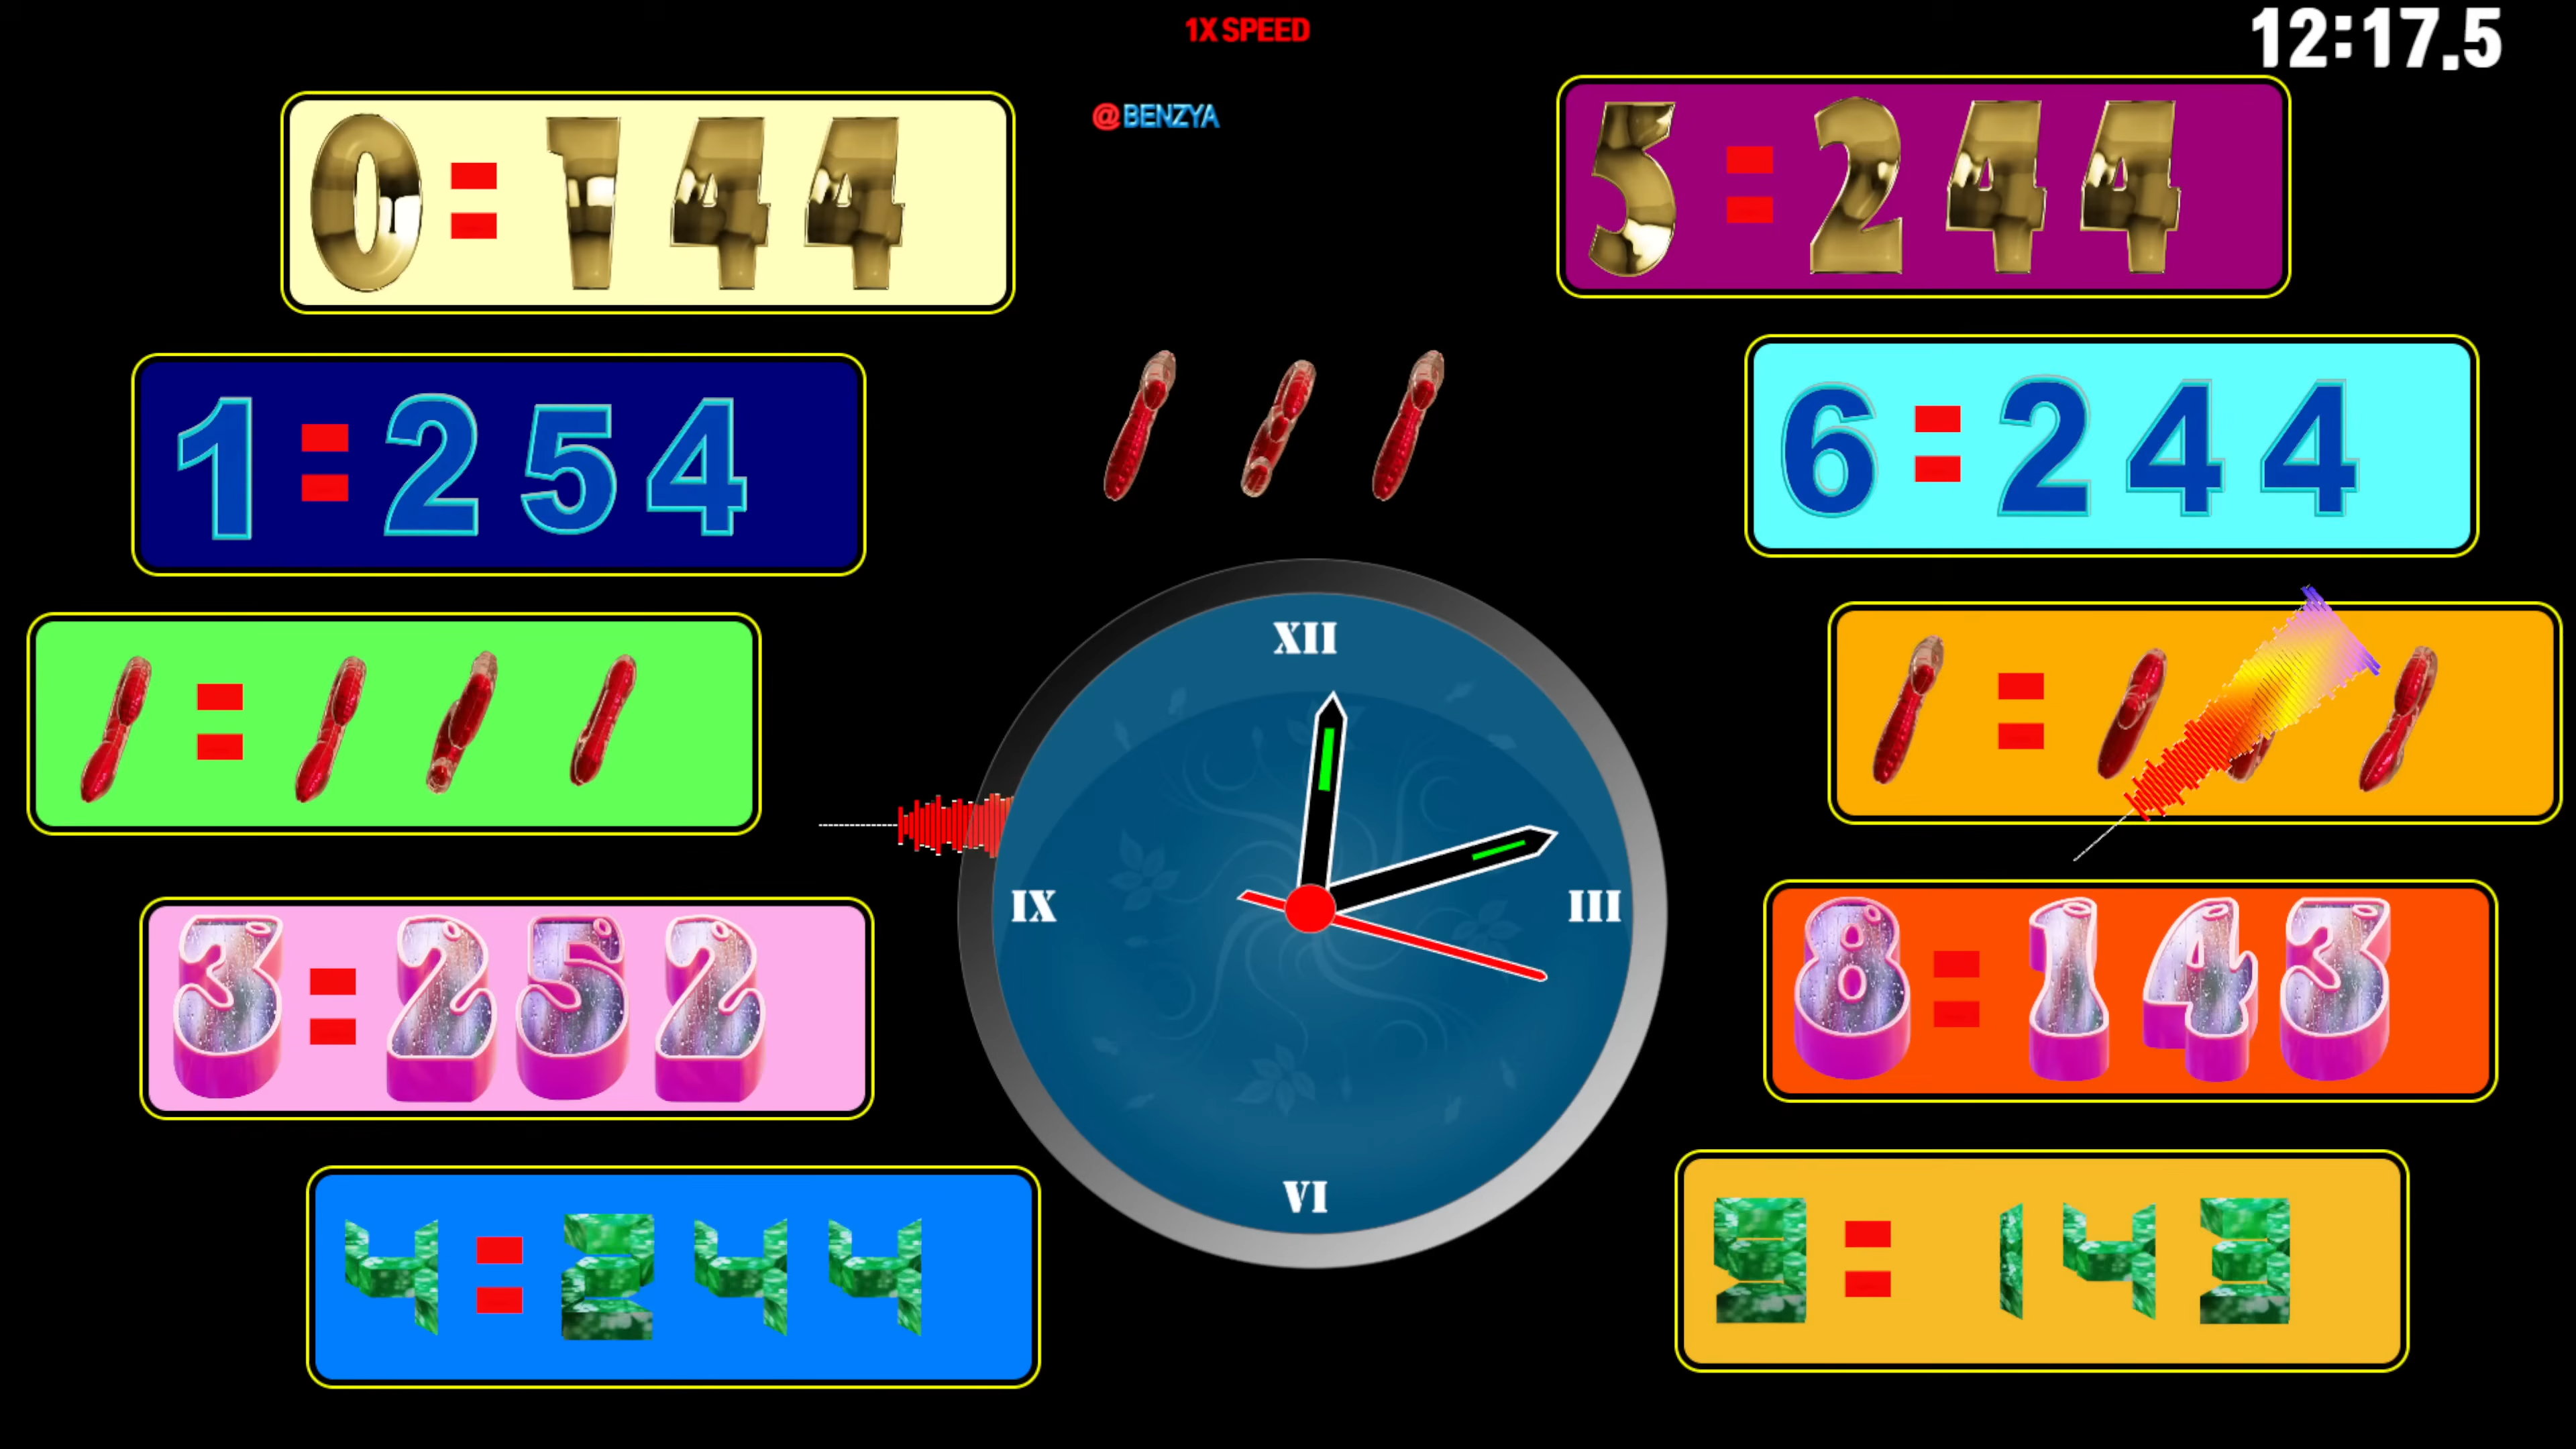 1X SPEED
12:17.5
@BENZYA
0=144
5=244
1=254
6=244
XII
IX
III
VI
3=252
8=143
4=244
9=143